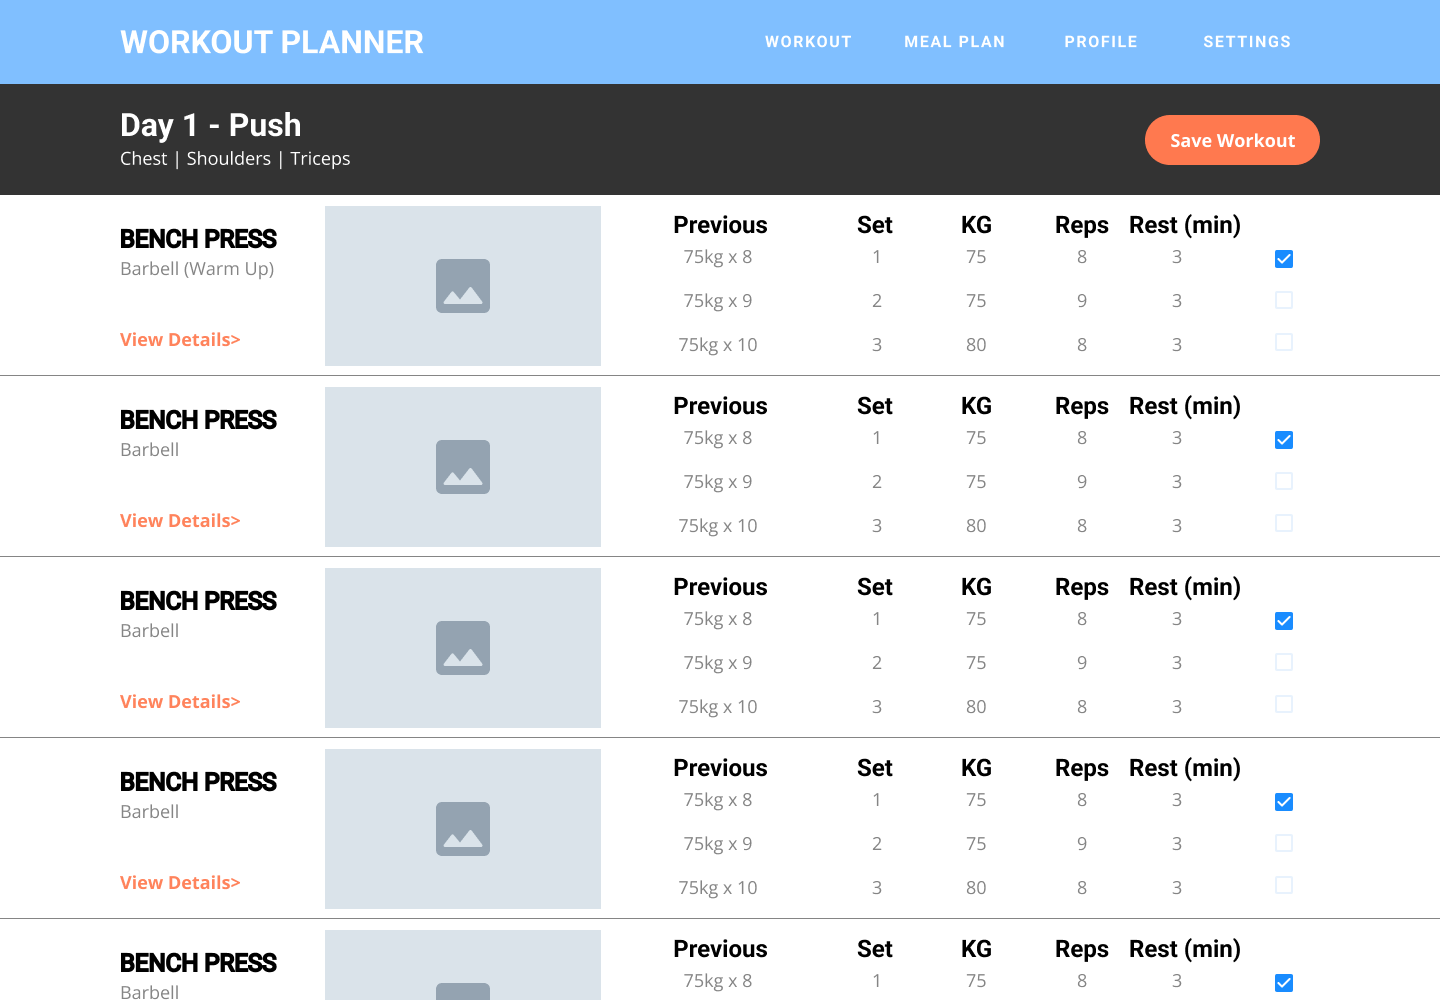 WORKOUT PLANNER WORKOUT MEAL PLAN PROFILE SETTINGS
Day 1 - Push
Chest | Shoulders | Triceps
Save Workout
BENCH PRESS
Barbell (Warm Up)
View Details>
Previous Set KG Reps Rest (min)
75kg x 8 1 75 8 3
75kg x 9 2 75 9 3
75kg x 10 3 80 8 3
BENCH PRESS
Barbell
View Details>
Previous Set KG Reps Rest (min)
75kg x 8 1 75 8 3
75kg x 9 2 75 9 3
75kg x 10 3 80 8 3
BENCH PRESS
Barbell
View Details>
Previous Set KG Reps Rest (min)
75kg x 8 1 75 8 3
75kg x 9 2 75 9 3
75kg x 10 3 80 8 3
BENCH PRESS
Barbell
View Details>
Previous Set KG Reps Rest (min)
75kg x 8 1 75 8 3
75kg x 9 2 75 9 3
75kg x 10 3 80 8 3
BENCH PRESS
Barbell
Previous Set KG Reps Rest (min)
75kg x 8 1 75 8 3